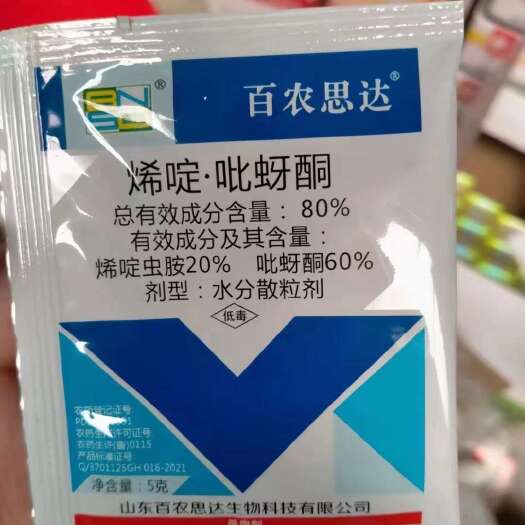 百农思达®
烯啶·吡蚜酮
总有效成分含量：80%
有效成分及其含量：
烯啶虫胺20% 吡蚜酮60%
剂型：水分散粒剂
低毒
农药登记证号
农药生产许可证号
农药生许(鲁)0115
产品标准证号
Q/370112SGH 016-2021
净含量：5克
山东百农思达生物科技有限公司
杀虫剂